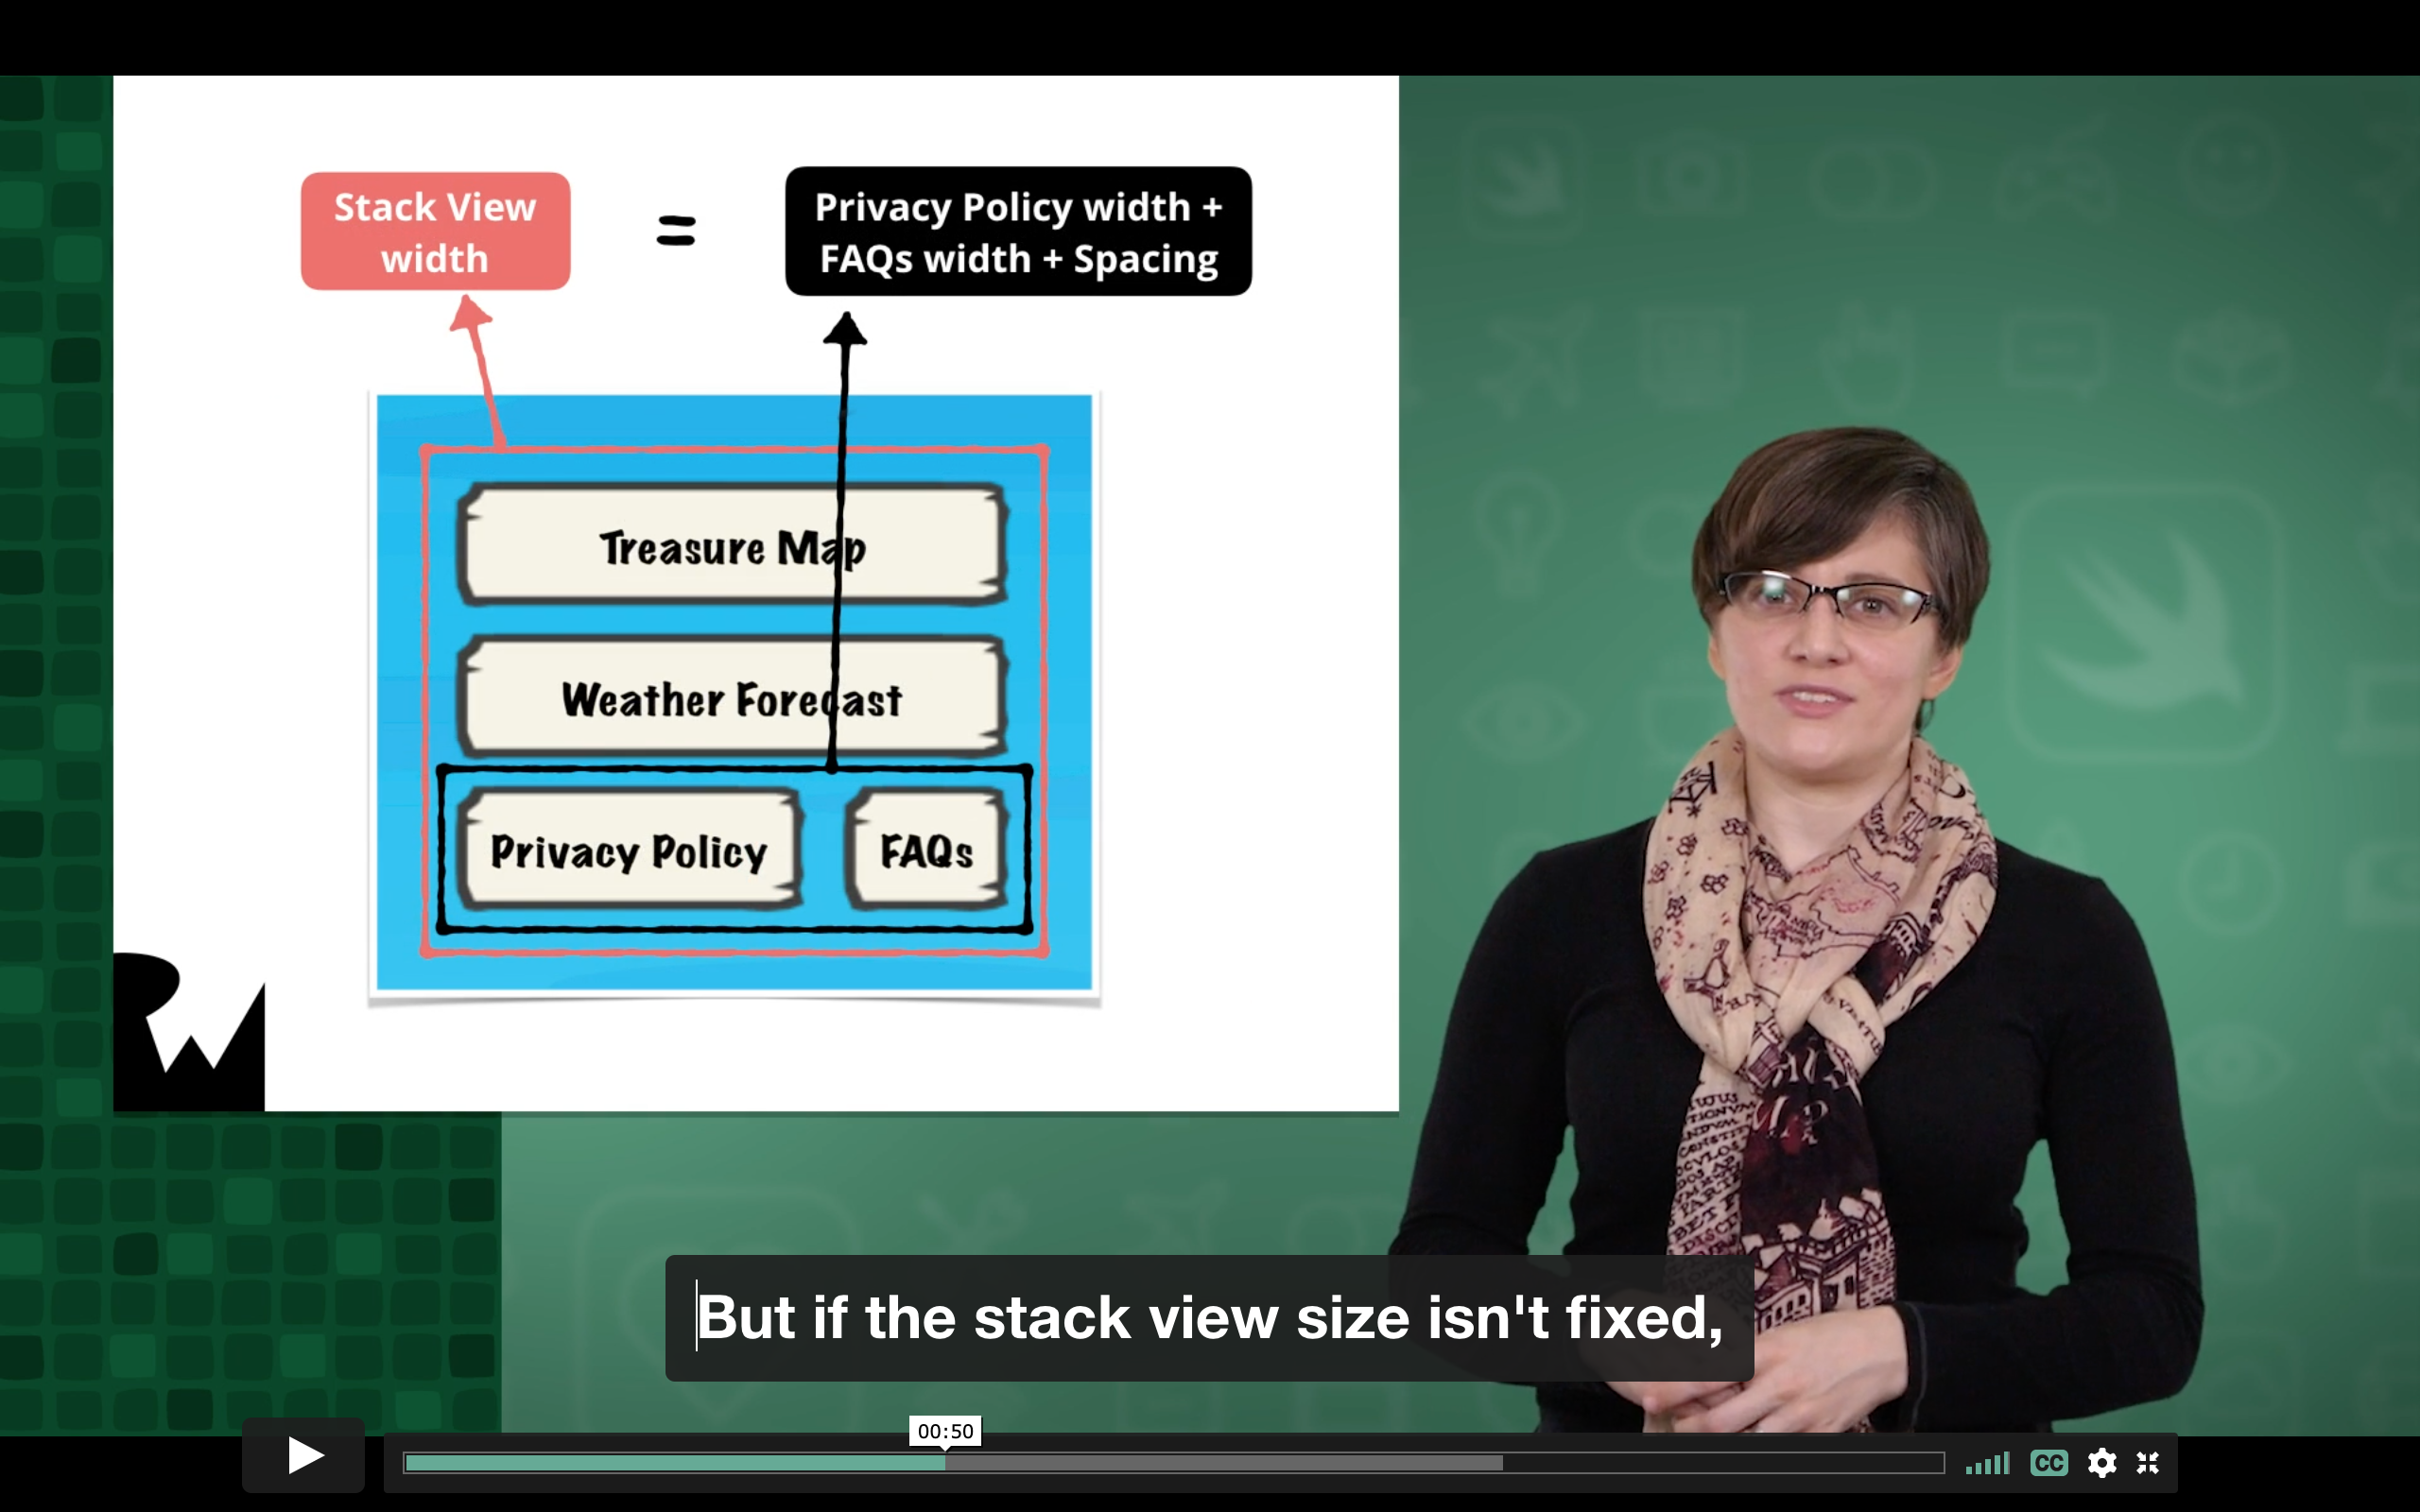 Stack View
width
=
Privacy Policy width +
FAQs width + Spacing
Treasure Map
Weather Forecast
Privacy Policy
FAQs
RW
But if the stack view size isn't fixed,
00:50
CC